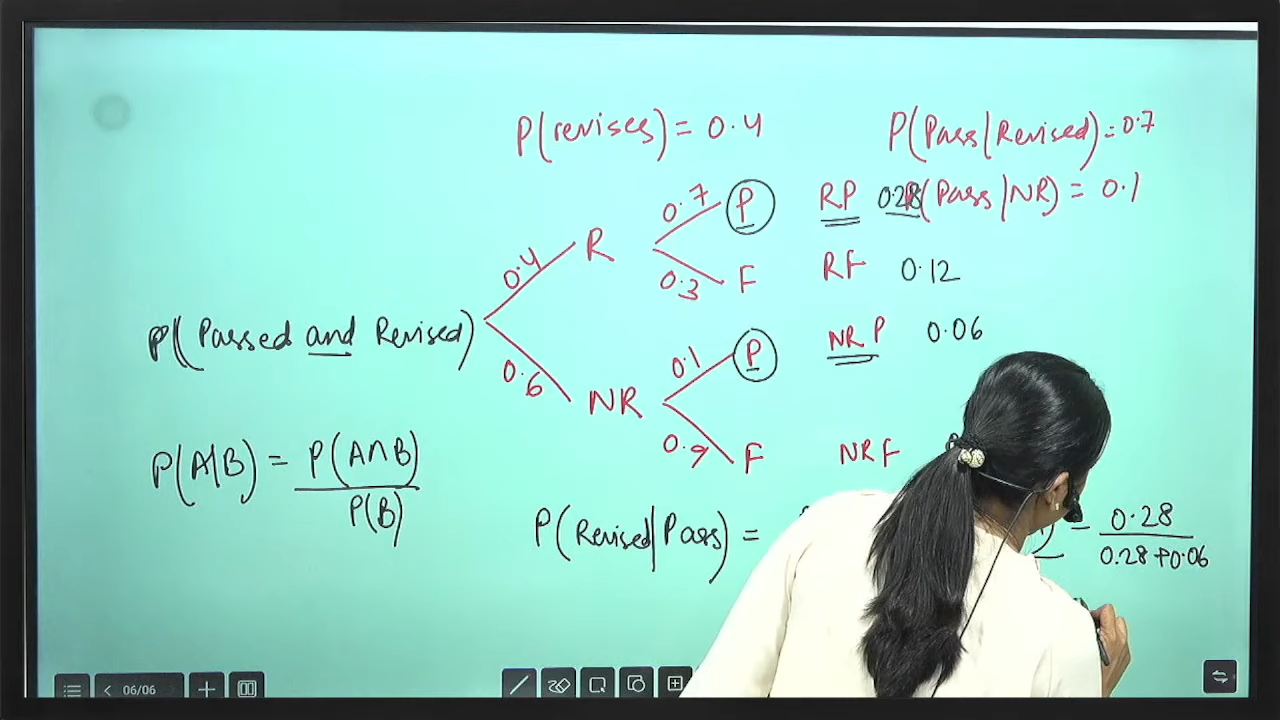 P(revises) = 0.4
P(Pass|Revised) = 0.7
P(Pass|NR) = 0.1
0.7 P RP 0.28
0.4 R
0.3 F RF 0.12
P(Passed and Revised)
0.1 P NRP 0.06
0.6 NR
0.9 F NRF
P(A|B) = P(A∩B)
P(B)
P(Revised|Pass) = = 0.28
0.28+0.06
06/06